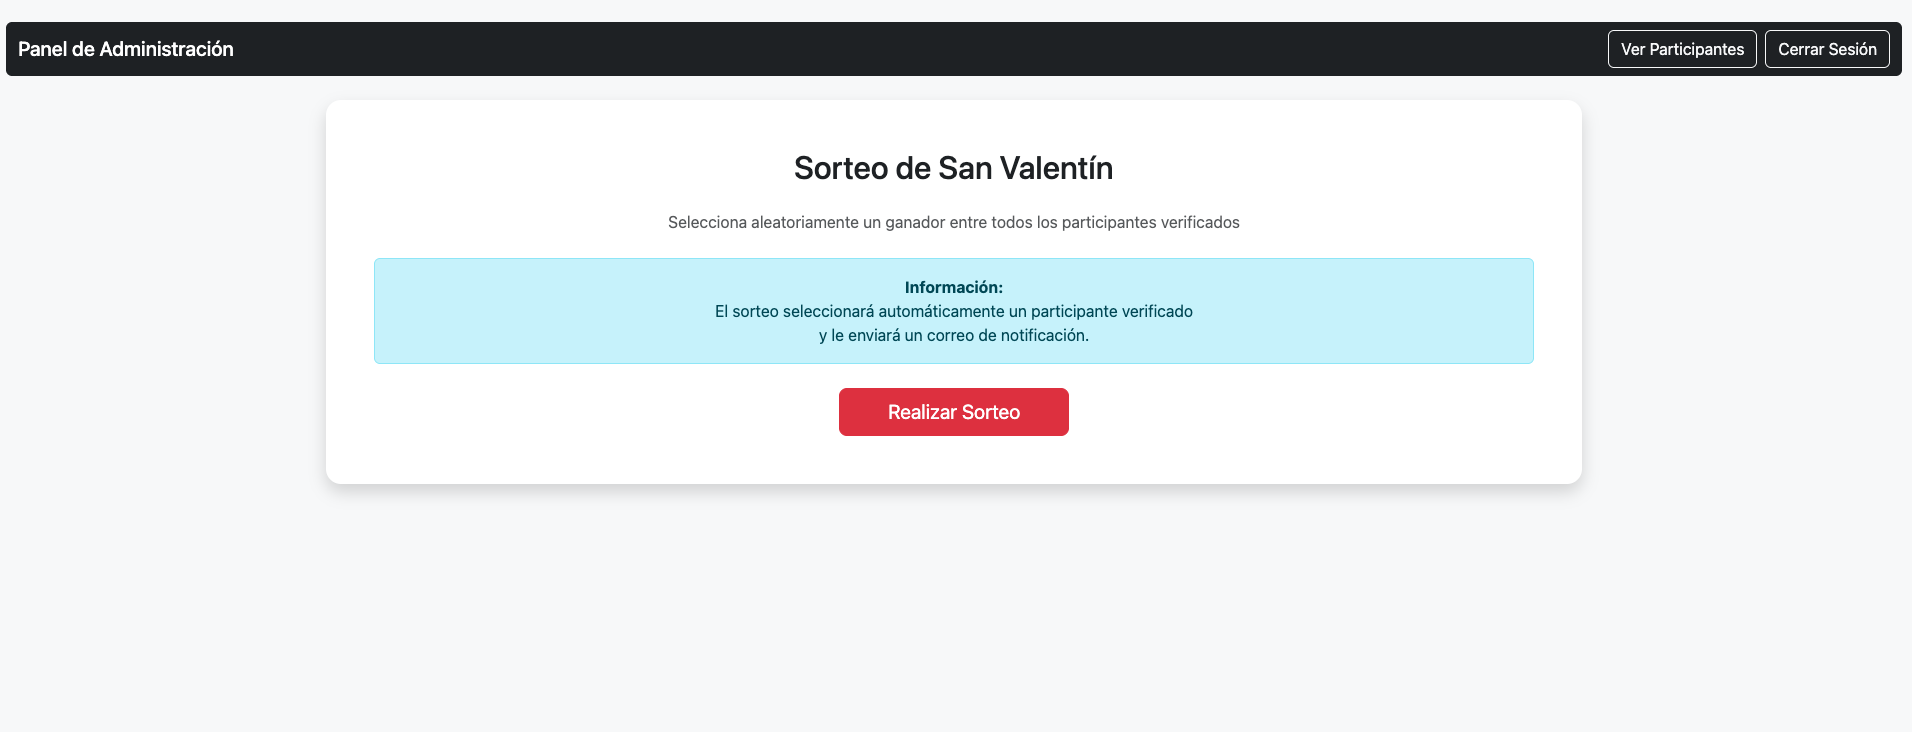 Panel de Administración
Ver Participantes
Cerrar Sesión
Sorteo de San Valentín
Selecciona aleatoriamente un ganador entre todos los participantes verificados
Información:
El sorteo seleccionará automáticamente un participante verificado
y le enviará un correo de notificación.
Realizar Sorteo